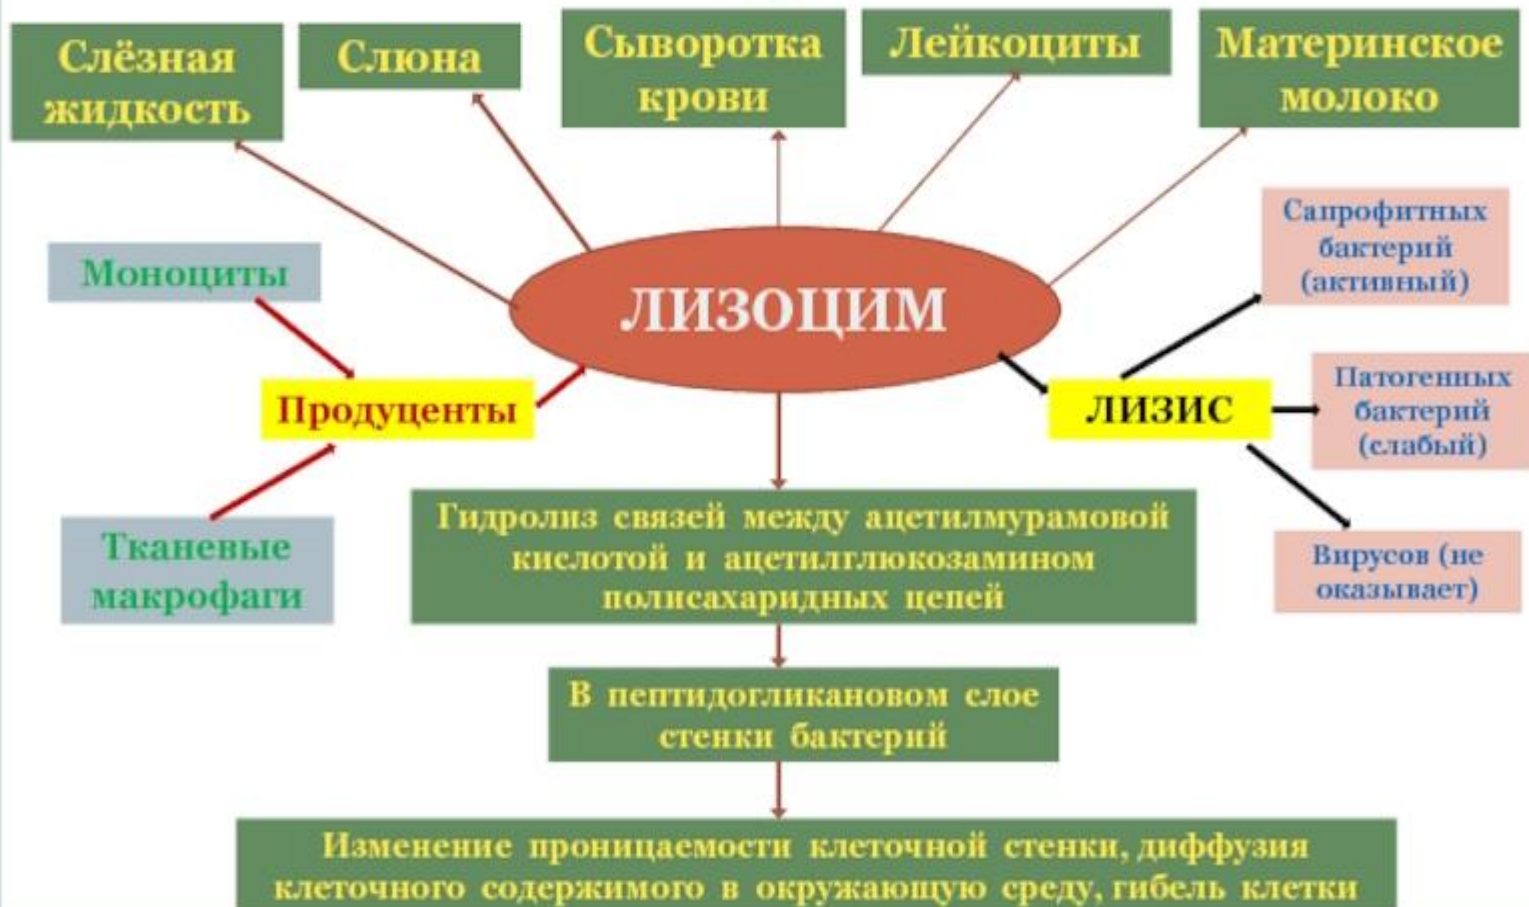 Слёзная
жидкость
Слюна
Сыворотка
крови
Лейкоциты
Материнское
молоко
Моноциты
ЛИЗОЦИМ
Сапрофитных
бактерий
(активный)
Продуценты
ЛИЗИС
Патогенных
бактерий
(слабый)
Тканевые
макрофаги
Гидролиз связей между ацетилмурамовой
кислотой и ацетилглюкозамином
полисахаридных цепей
Вирусов (не
оказывает)
В пептидогликановом слое
стенки бактерий
Изменение проницаемости клеточной стенки, диффузия
клеточного содержимого в окружающую среду, гибель клетки